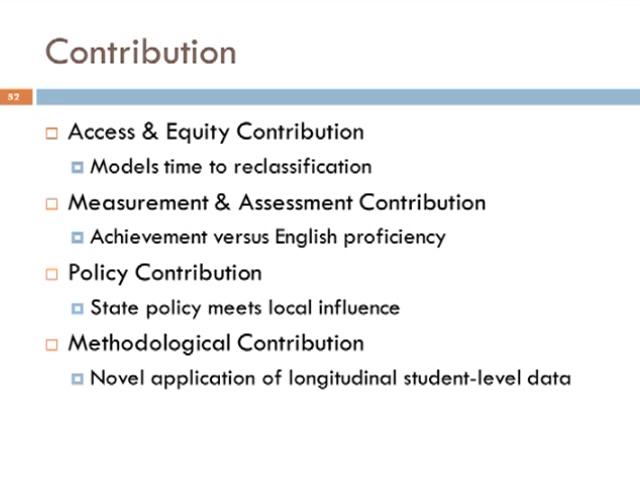 Contribution
52
Access & Equity Contribution
Models time to reclassification
Measurement & Assessment Contribution
Achievement versus English proficiency
Policy Contribution
State policy meets local influence
Methodological Contribution
Novel application of longitudinal student-level data